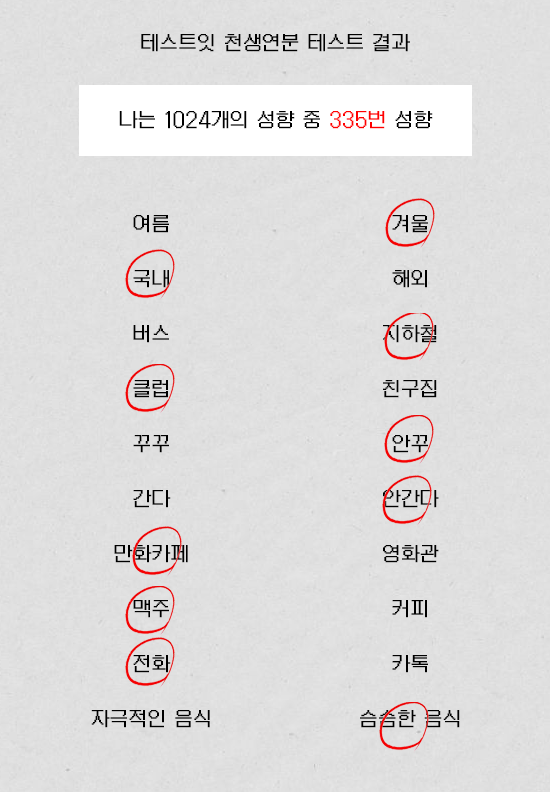 테스트잇 천생연분 테스트 결과
나는 1024개의 성향 중 335번 성향
여름 겨울
국내 해외
버스 지하철
클럽 친구집
꾸꾸 안꾸
간다 안간다
만화카페 영화관
맥주 커피
전화 카톡
자극적인 음식 슴슴한 음식